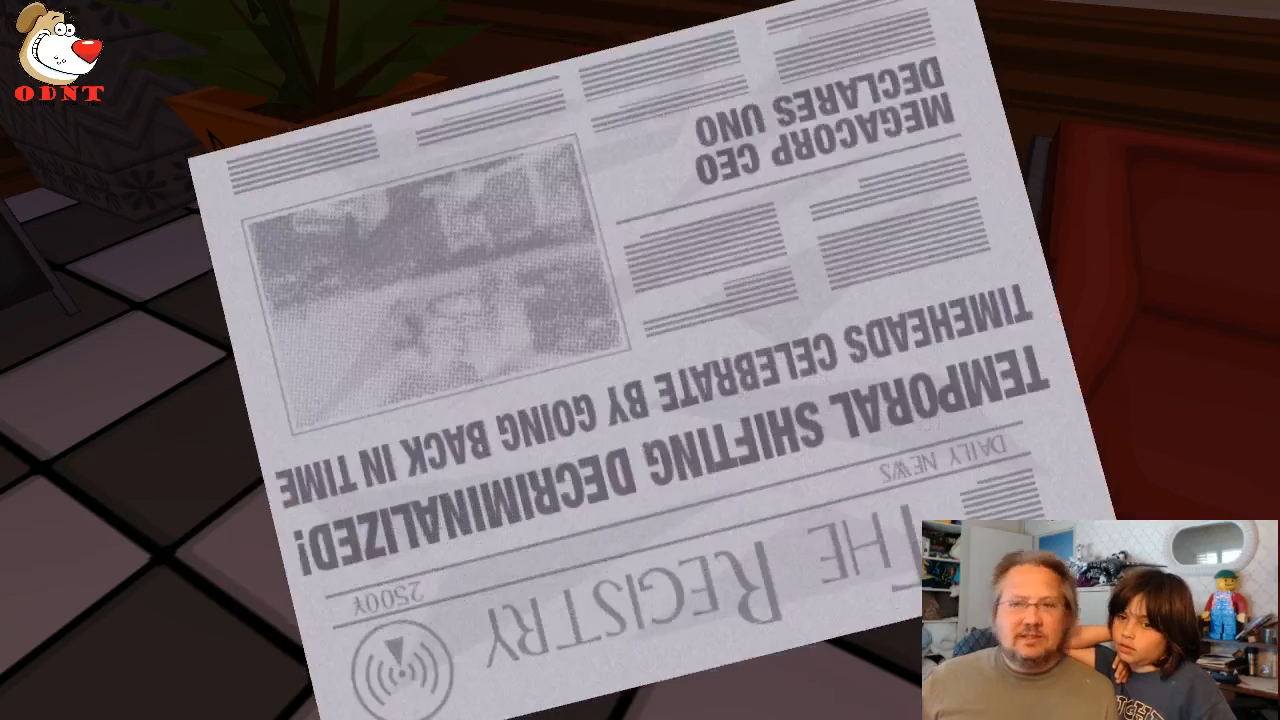 ODNT
THE REGISTRY
2500¥
DAILY NEWS
TEMPORAL SHIFTING DECRIMINALIZED!
TIMEHEADS CELEBRATE BY GOING BACK IN TIME
MEGACORP CEO
DECLARES UNO